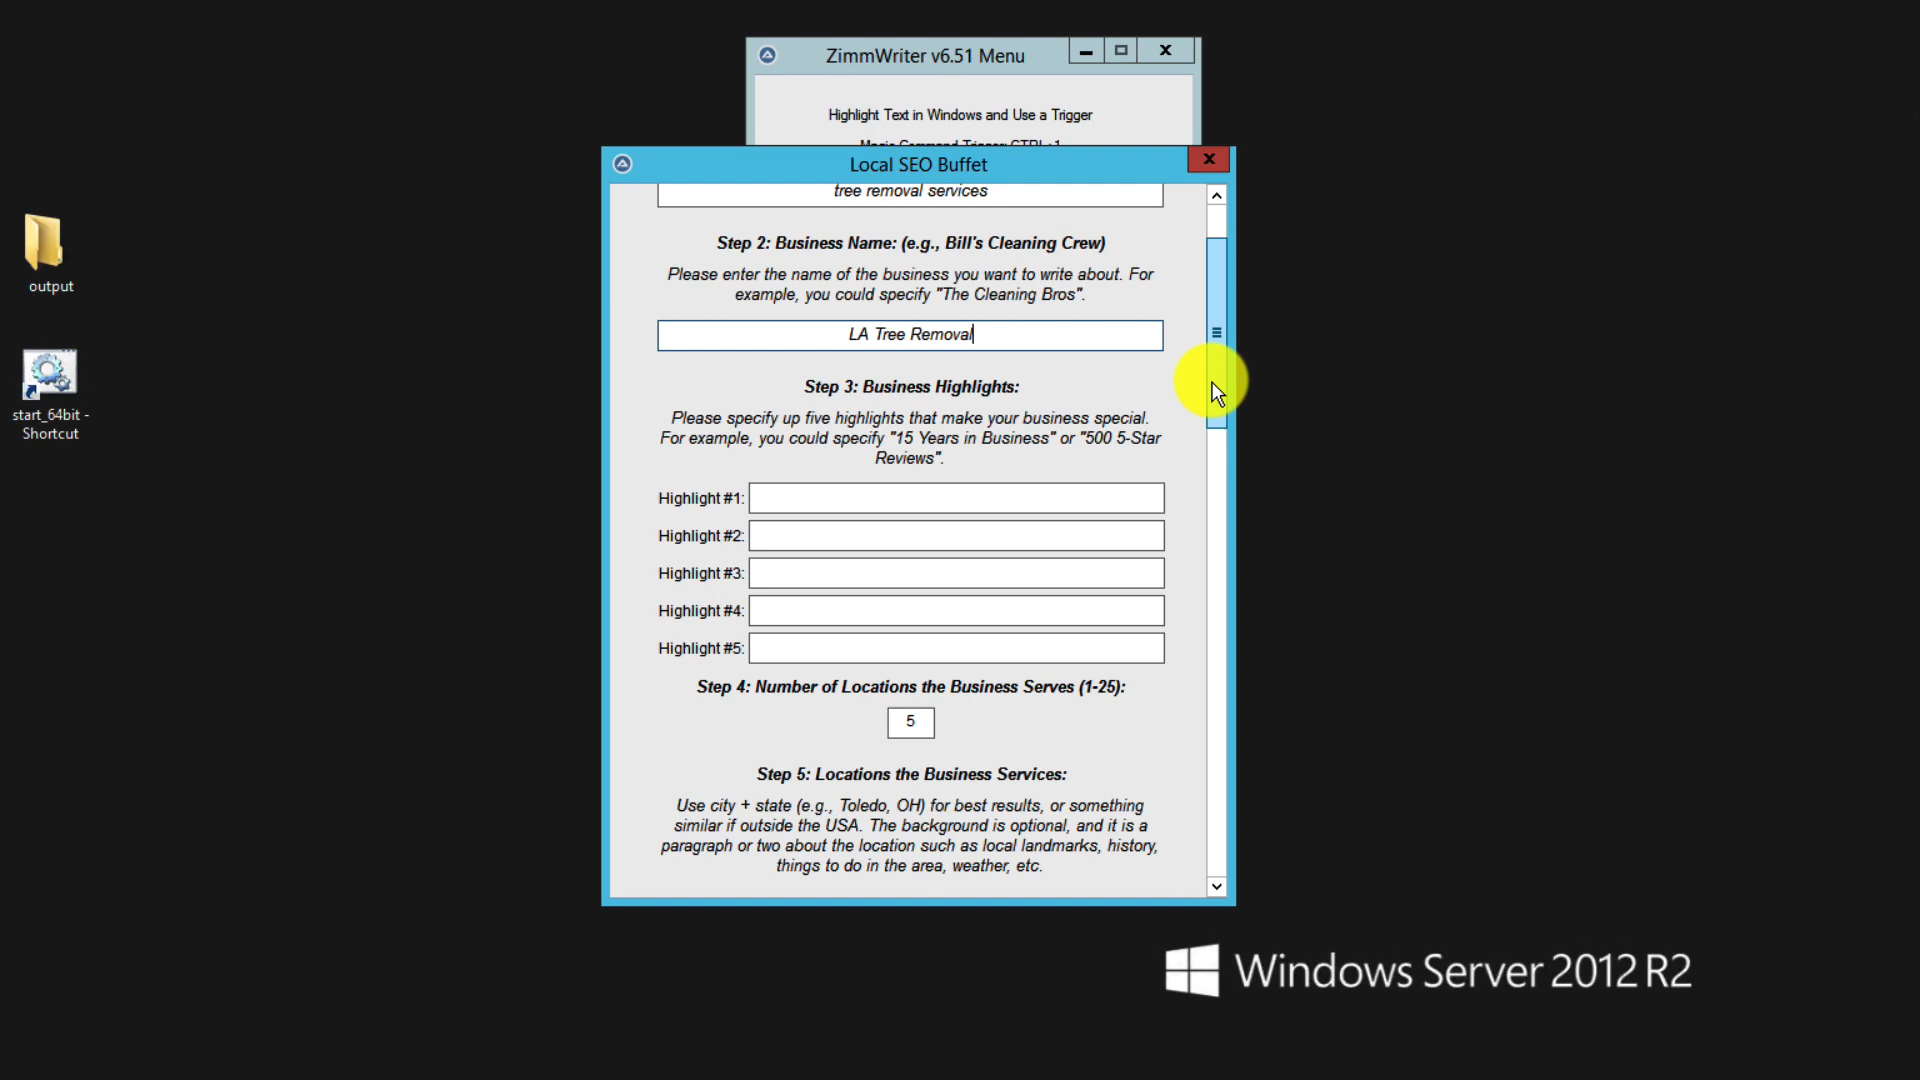 ZimmWriter v6.51 Menu
Highlight Text in Windows and Use a Trigger
Magic Command Trigger: CTRL+1
Local SEO Buffet
tree removal services
Step 2: Business Name: (e.g., Bill's Cleaning Crew)
Please enter the name of the business you want to write about. For
example, you could specify "The Cleaning Bros".
LA Tree Removal
Step 3: Business Highlights:
Please specify up five highlights that make your business special.
For example, you could specify "15 Years in Business" or "500 5-Star
Reviews".
Highlight #1:
Highlight #2:
Highlight #3:
Highlight #4:
Highlight #5:
Step 4: Number of Locations the Business Serves (1-25):
5
Step 5: Locations the Business Services:
Use city + state (e.g., Toledo, OH) for best results, or something
similar if outside the USA. The background is optional, and it is a
paragraph or two about the location such as local landmarks, history,
things to do in the area, weather, etc.
output
start_64bit -
Shortcut
Windows Server 2012 R2